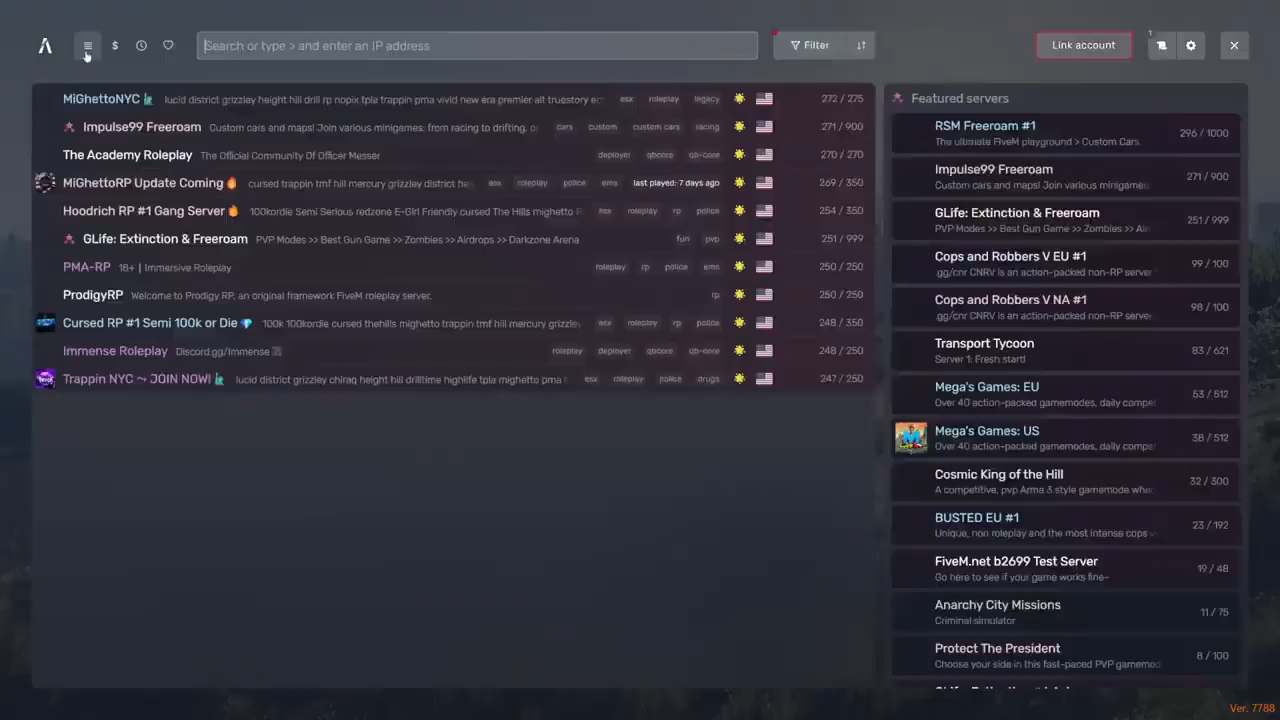 Search or type > and enter an IP address
Filter
Link account
1
MiGhettoNYC lucid district grizzley height hill drill rp nopix tpla trappin pma vivid new era premier alt truestory esx roleplay legacy 272 / 275
Impulse99 Freeroam Custom cars and maps! Join various minigames: from racing to drifting, cars custom custom cars racing 271 / 900
The Academy Roleplay The Official Community Of Officer Messer deployer qbcore qb-core 270 / 270
MiGhettoRP Update Coming🔥 cursed trappin tmf hill mercury grizzley district esx roleplay police ems last played: 7 days ago 269 / 350
Hoodrich RP #1 Gang Server🔥 100kordie Semi Serious redzone E-Girl Friendly cursed The Hills mighetto esx roleplay rp police 254 / 350
GLife: Extinction & Freeroam PVP Modes >> Best Gun Game >> Zombies >> Airdrops >> Darkzone Arena fun pvp 251 / 999
PMA-RP 18+ | Immersive Roleplay roleplay rp police ems 250 / 250
ProdigyRP Welcome to Prodigy RP, an original framework FiveM roleplay server. rp 250 / 250
Cursed RP #1 Semi 100k or Die💎 100k 100kordie cursed thehills mighetto trappin tmf hill mercury grizzley esx roleplay rp police 248 / 350
Immense Roleplay Discord.gg/Immense roleplay deployer qbcore qb-core 248 / 250
Trappin NYC ~ JOIN NOW! lucid district grizzley chiraq height hill drilltime highlife tpla mighetto pma esx roleplay police drugs 247 / 250
Featured servers
RSM Freeroam #1
The ultimate FiveM playground > Custom Cars
296 / 1000
Impulse99 Freeroam
Custom cars and maps! Join various minigames:
271 / 900
GLife: Extinction & Freeroam
PVP Modes >> Best Gun Game >> Zombies >> Air
251 / 999
Cops and Robbers V EU #1
.gg/cnr CNRV is an action-packed non-RP server
99 / 100
Cops and Robbers V NA #1
.gg/cnr CNRV is an action-packed non-RP server
98 / 100
Transport Tycoon
Server 1: Fresh start!
83 / 621
Mega's Games: EU
Over 40 action-packed gamemodes, daily compe
53 / 512
Mega's Games: US
Over 40 action-packed gamemodes, daily compe
38 / 512
Cosmic King of the Hill
A competitive, pvp Arma 3 style gamemode whe
32 / 300
BUSTED EU #1
Unique, non roleplay and the most intense cops
23 / 192
FiveM.net b2699 Test Server
Go here to see if your game works fine~
19 / 48
Anarchy City Missions
Criminal simulator
11 / 75
Protect The President
Choose your side in this fast-paced PVP gamemod
8 / 100
Ver. 7788